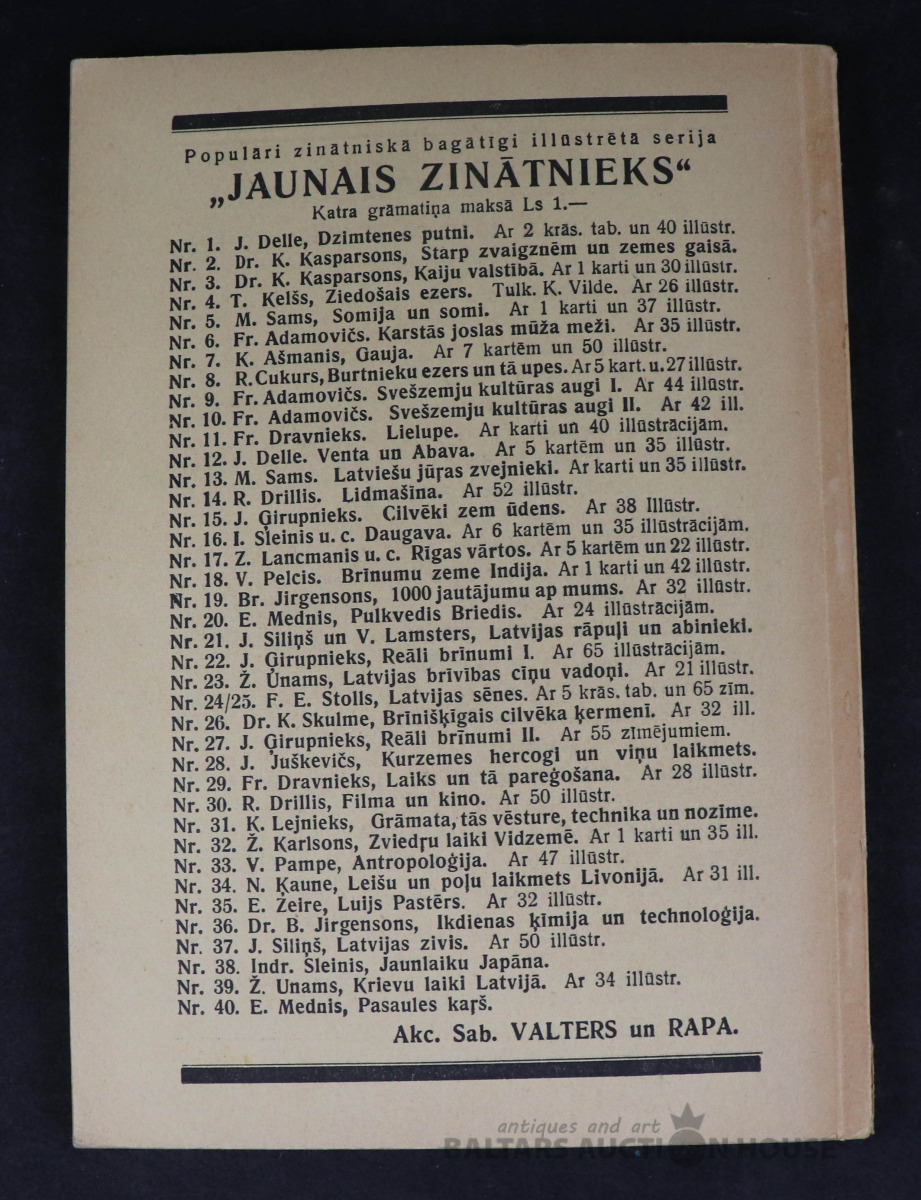 Populāri zinātniskā bagātīgi illūstrētā serija
„JAUNAIS ZINĀTNIEKS“
Katra grāmatiņa maksā Ls 1.—
Nr. 1. J. Delle, Dzimtenes putni. Ar 2 krās. tab. un 40 illūstr.
Nr. 2. Dr. K. Kasparsons, Starp zvaigznēm un zemes gaisā.
Nr. 3. Dr. K. Kasparsons, Kaiju valstībā. Ar 1 karti un 30 illūstr.
Nr. 4. T. Ķelšs, Ziedošais ezers. Tulk. K. Vilde. Ar 26 illūstr.
Nr. 5. M. Sams, Somija un somi. Ar 1 karti un 37 illūstr.
Nr. 6. Fr. Adamovičs. Karstās joslas mūža meži. Ar 35 illūstr.
Nr. 7. K. Ašmanis, Gauja. Ar 7 kartēm un 50 illūstr.
Nr. 8. R. Cukurs, Burtnieku ezers un tā upes. Ar 5 kart. u. 27 illūstr.
Nr. 9. Fr. Adamovičs. Svešzemju kultūras augi I. Ar 44 illūstr.
Nr. 10. Fr. Adamovičs. Svešzemju kultūras augi II. Ar 42 ill.
Nr. 11. Fr. Dravnieks. Lielupe. Ar karti un 40 illūstrācijām.
Nr. 12. J. Delle. Venta un Abava. Ar 5 kartēm un 35 illūstr.
Nr. 13. M. Sams. Latviešu jūŗas zvejnieki. Ar karti un 35 illūstr.
Nr. 14. R. Drillis. Lidmašīna. Ar 52 illūstr.
Nr. 15. J. Ģirupnieks. Cilvēki zem ūdens. Ar 38 Illūstr.
Nr. 16. I. Sleinis u. c. Daugava. Ar 6 kartēm un 35 illūstrācijām.
Nr. 17. Z. Lancmanis u. c. Rīgas vārtos. Ar 5 kartēm un 22 illūstr.
Nr. 18. V. Pelcis. Brīnumu zeme Indija. Ar 1 karti un 42 illūstr.
Nr. 19. Br. Jirgensons, 1000 jautājumu ap mums. Ar 32 illūstr.
Nr. 20. E. Mednis, Pulkvedis Briedis. Ar 24 illūstrācijām.
Nr. 21. J. Siliņš un V. Lamsters, Latvijas rāpuļi un abinieki.
Nr. 22. J. Ģirupnieks, Reāli brīnumi I. Ar 65 illūstrācijām.
Nr. 23. Ž. Unams, Latvijas brīvības cīņu vadoņi. Ar 21 illūstr.
Nr. 24/25. F. E. Stolls, Latvijas sēnes. Ar 5 krās. tab. un 65 zīm.
Nr. 26. Dr. K. Skulme, Brīnišķīgais cilvēka ķermenī. Ar 32 ill.
Nr. 27. J. Ģirupnieks, Reāli brīnumi II. Ar 55 zīmējumiem.
Nr. 28. J. Juškevičs, Kurzemes hercogi un viņu laikmets.
Nr. 29. Fr. Dravnieks, Laiks un tā pareģošana. Ar 28 illūstr.
Nr. 30. R. Drillis, Filma un kino. Ar 50 illūstr.
Nr. 31. K. Lejnieks, Grāmata, tās vēsture, technika un nozīme.
Nr. 32. Ž. Karlsons, Zviedŗu laiki Vidzemē. Ar 1 karti un 35 ill.
Nr. 33. V. Pampe, Antropoloģija. Ar 47 illūstr.
Nr. 34. N. Ķaune, Leišu un poļu laikmets Livonijā. Ar 31 ill.
Nr. 35. E. Zeire, Luijs Pastērs. Ar 32 illūstr.
Nr. 36. Dr. B. Jirgensons, Ikdienas ķīmija un technoloģija.
Nr. 37. J. Siliņš, Latvijas zivis. Ar 50 illūstr.
Nr. 38. Indr. Sleinis, Jaunlaiku Japāna.
Nr. 39. Ž. Unams, Krievu laiki Latvijā. Ar 34 illūstr.
Nr. 40. E. Mednis, Pasaules kaŗš.
Akc. Sab. VALTERS un RAPA.
antiques and art
BALTARS AUCTION HOUSE